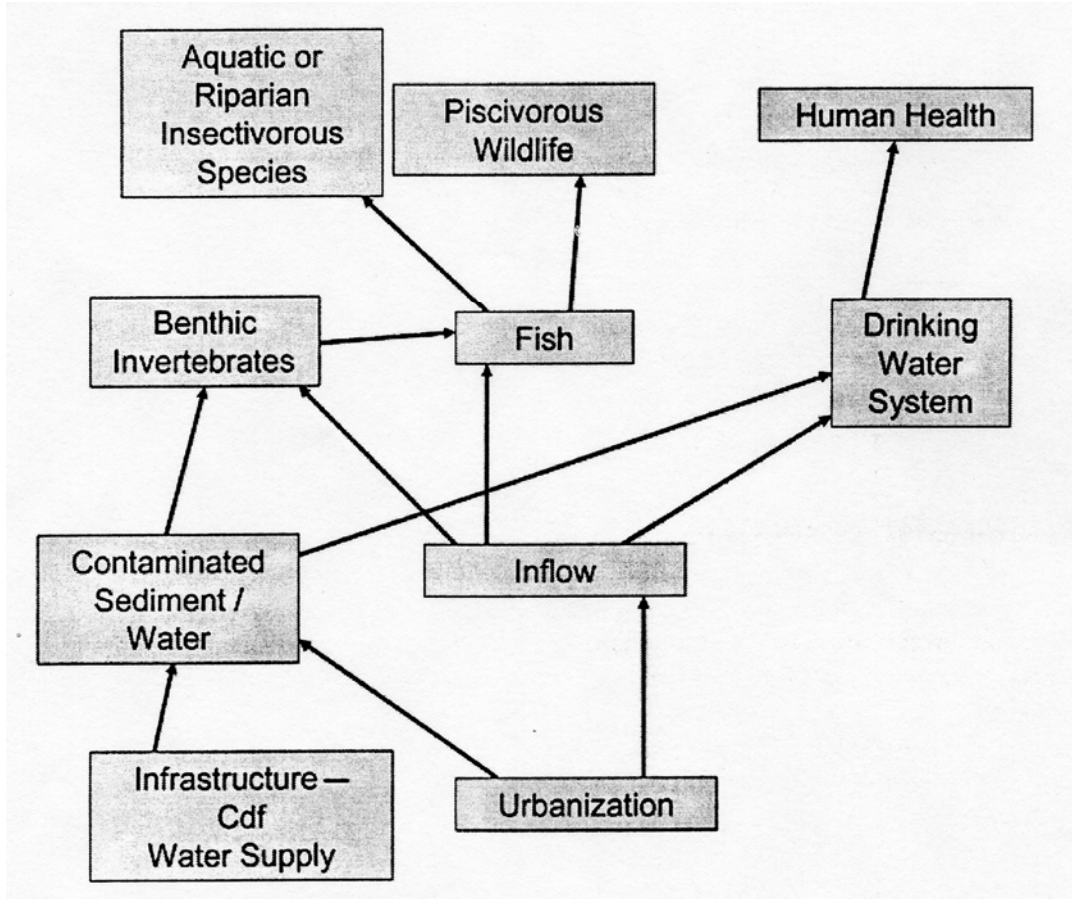 Aquatic or
Riparian
Insectivorous
Species
Piscivorous
Wildlife
Human Health
Benthic
Invertebrates
Fish
Drinking
Water
System
Contaminated
Sediment /
Water
Inflow
Infrastructure —
Cdf
Water Supply
Urbanization